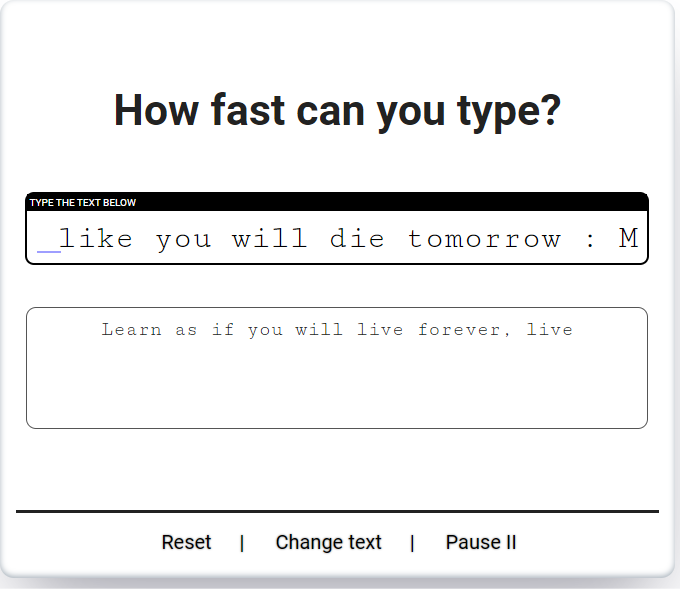 How fast can you type?
TYPE THE TEXT BELOW
_like you will die tomorrow : M
Learn as if you will live forever, live
Reset | Change text | Pause II